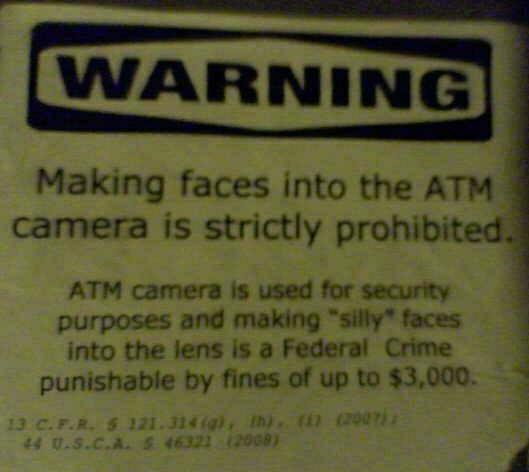 WARNING
Making faces into the ATM
camera is strictly prohibited.
ATM camera is used for security
purposes and making "silly" faces
into the lens is a Federal Crime
punishable by fines of up to $3,000.
13 C.F.R. § 121.314(g), (h), (i) (2007);
44 U.S.C.A. § 46321 (2008)